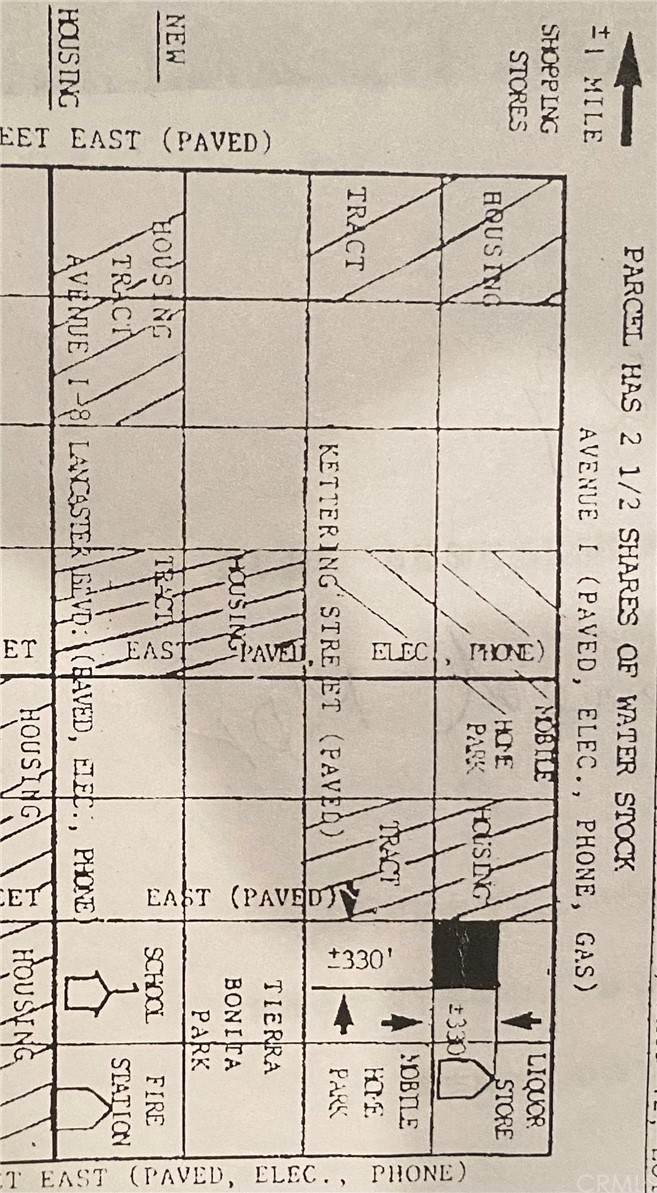 ±1 MILE
SHOPPING
STORES
NEW
HOUSING
PARCEL HAS 2 1/2 SHARES OF WATER STOCK
AVENUE I (PAVED, ELEC., PHONE, GAS)
EET EAST (PAVED)
HOUSING
TRACT
HOUSING
TRACT
AVENUE I-8 LANCASTER BLVD: (PAVED, ELEC., PHONE)
KETTERING STREET (PAVED)
HOUSING
TRACT
ET EAST PAVED, ELEC., PHONE)
MOBILE
HOME
PARK
HOUSING
TRACT
HOUSING
EET EAST (PAVED)
±330'
±330'
LIQUOR
STORE
MOBILE
HOME
PARK
TIERRA
BONITA
PARK
SCHOOL
FIRE
STATION
HOUSING
ET EAST (PAVED, ELEC., PHONE)
CRMLS